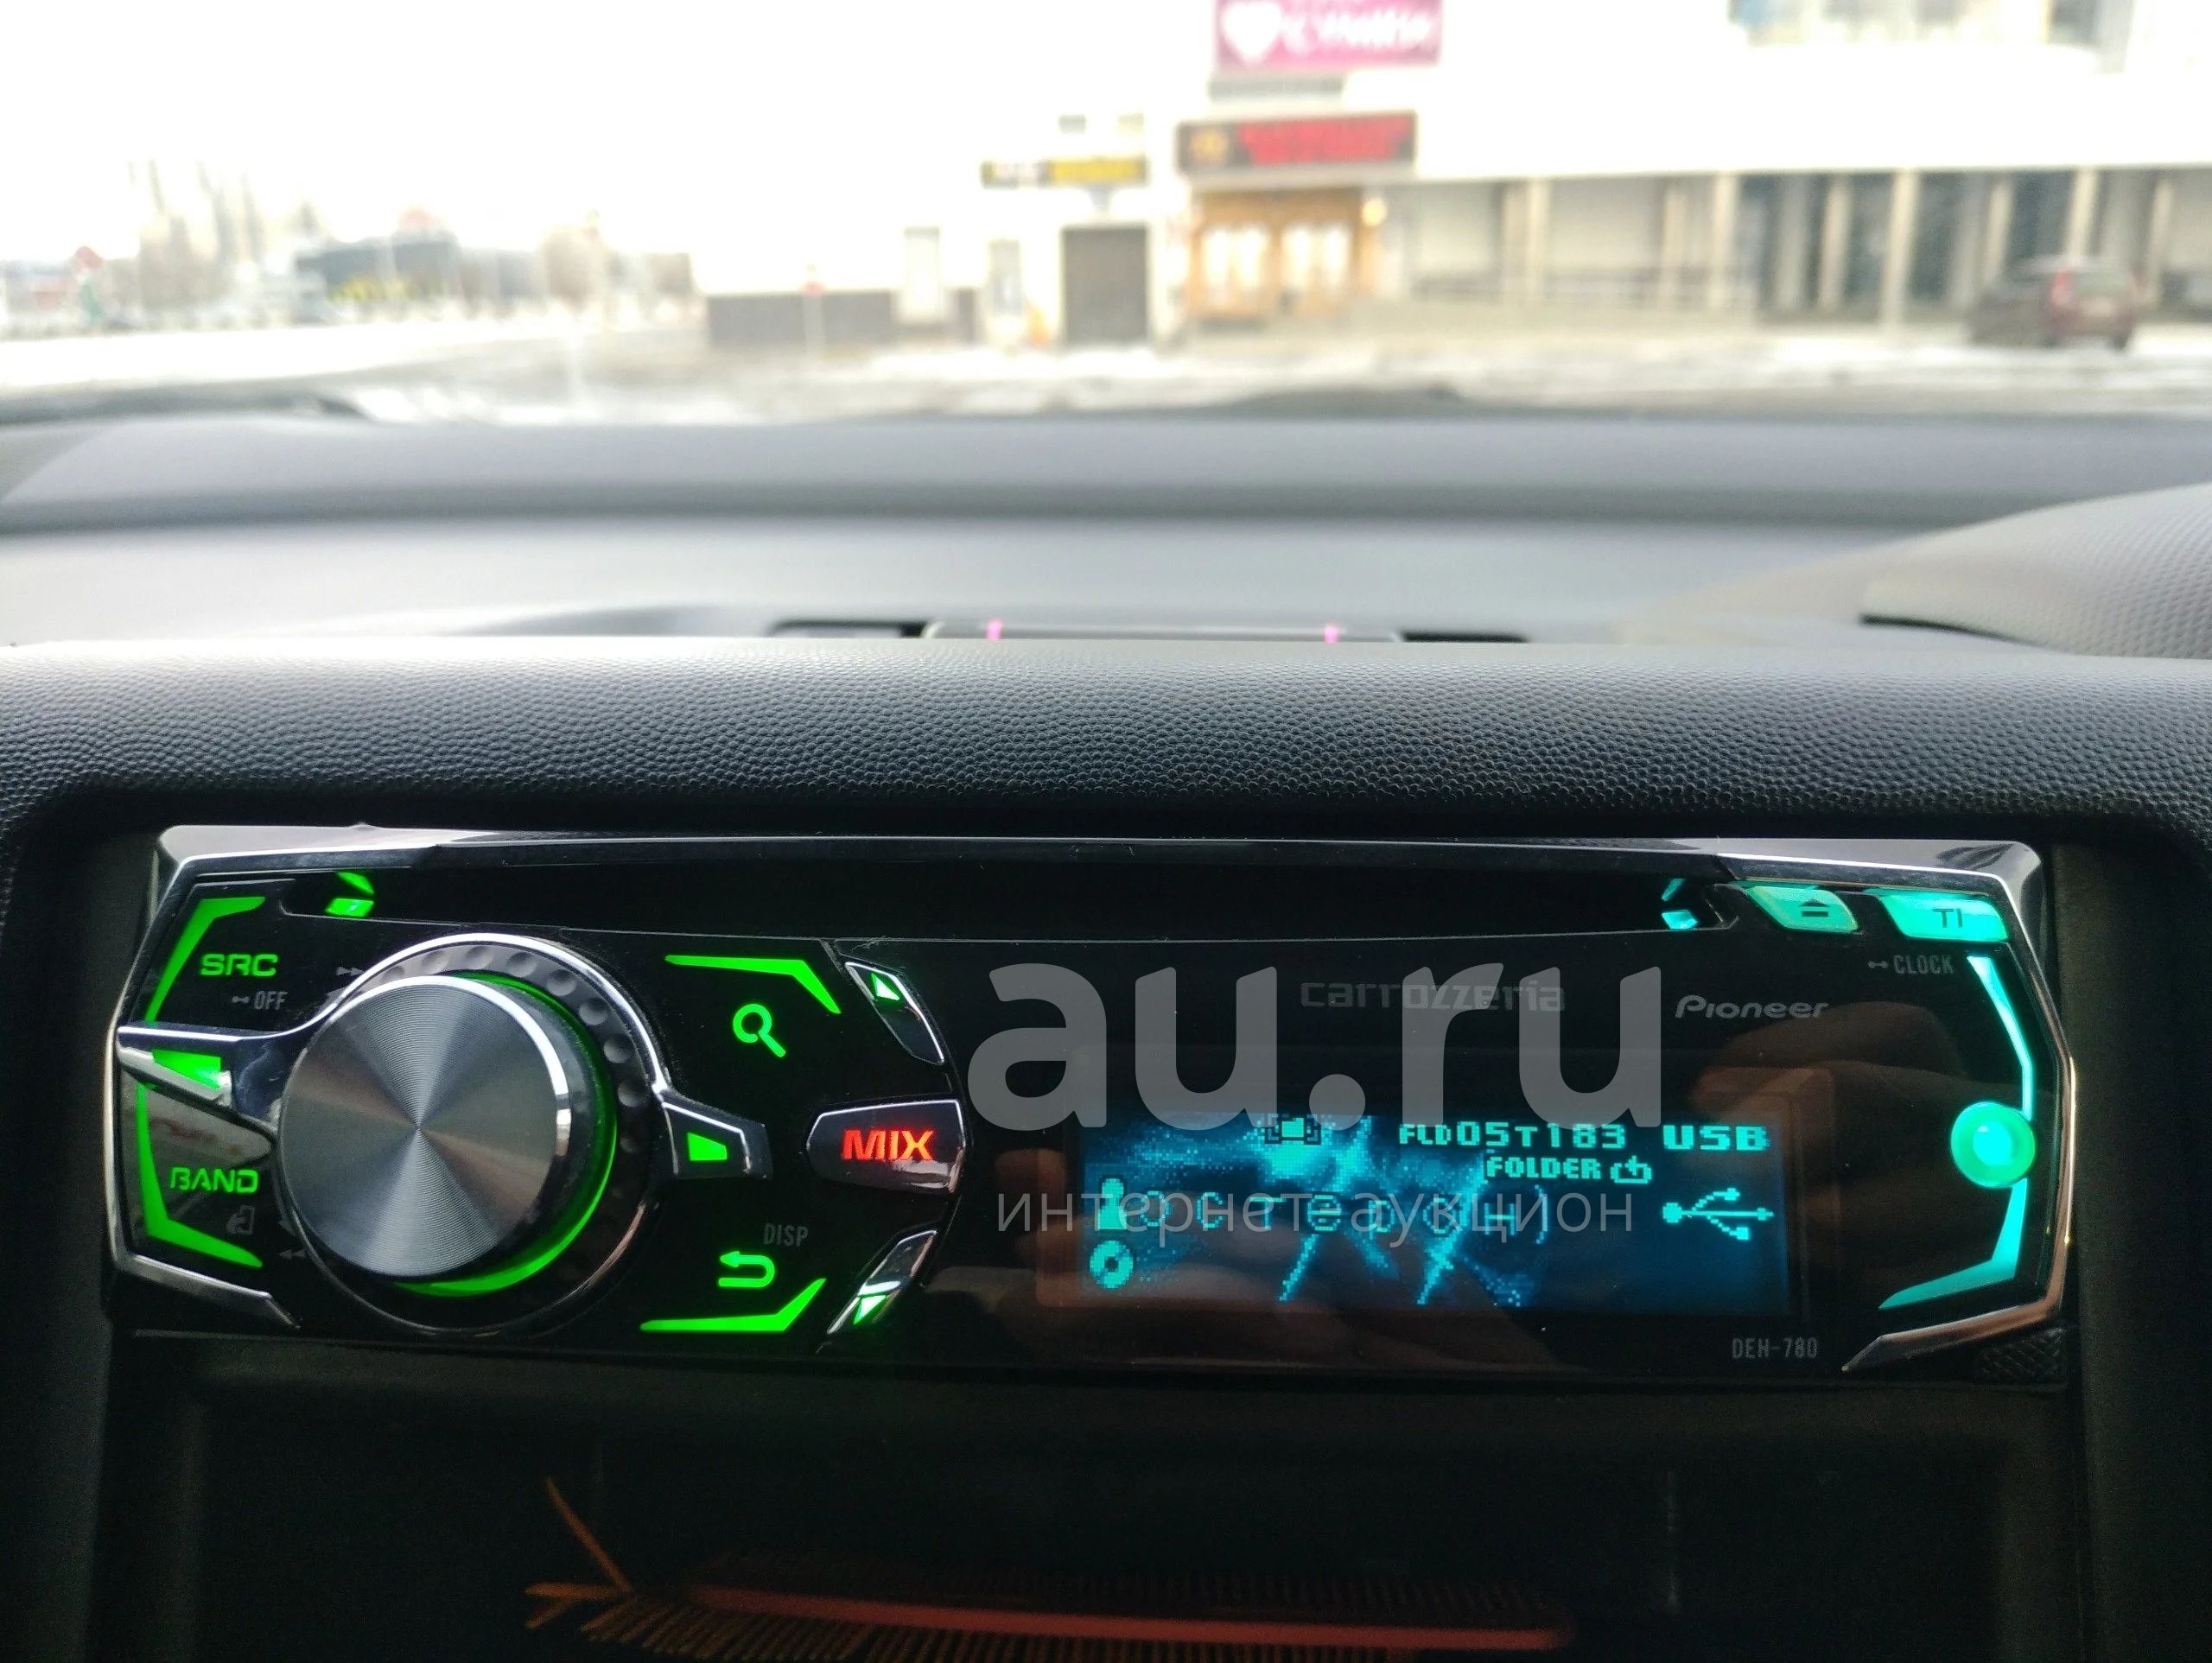 SRC
OFF
BAND
DISP
MIX
carrozzeria
Pioneer
TI
CLOCK
FLD05T183 USB
FOLDER
DEH-780
au.ru
интернет-аукцион